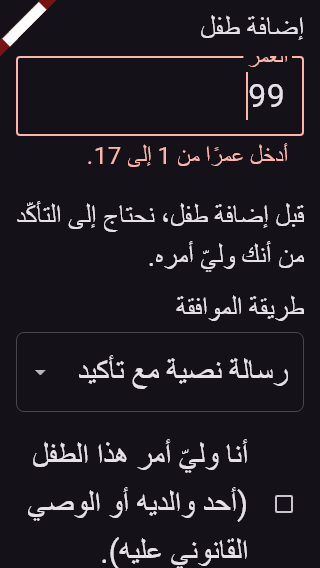 إضافة طفل
العمر
99
أدخل عمرًا من 1 إلى 17.
قبل إضافة طفل، نحتاج إلى التأكّد
من أنك وليّ أمره.
طريقة الموافقة
رسالة نصية مع تأكيد
أنا وليّ أمر هذا الطفل
(أحد والديه أو الوصي
القانوني عليه).